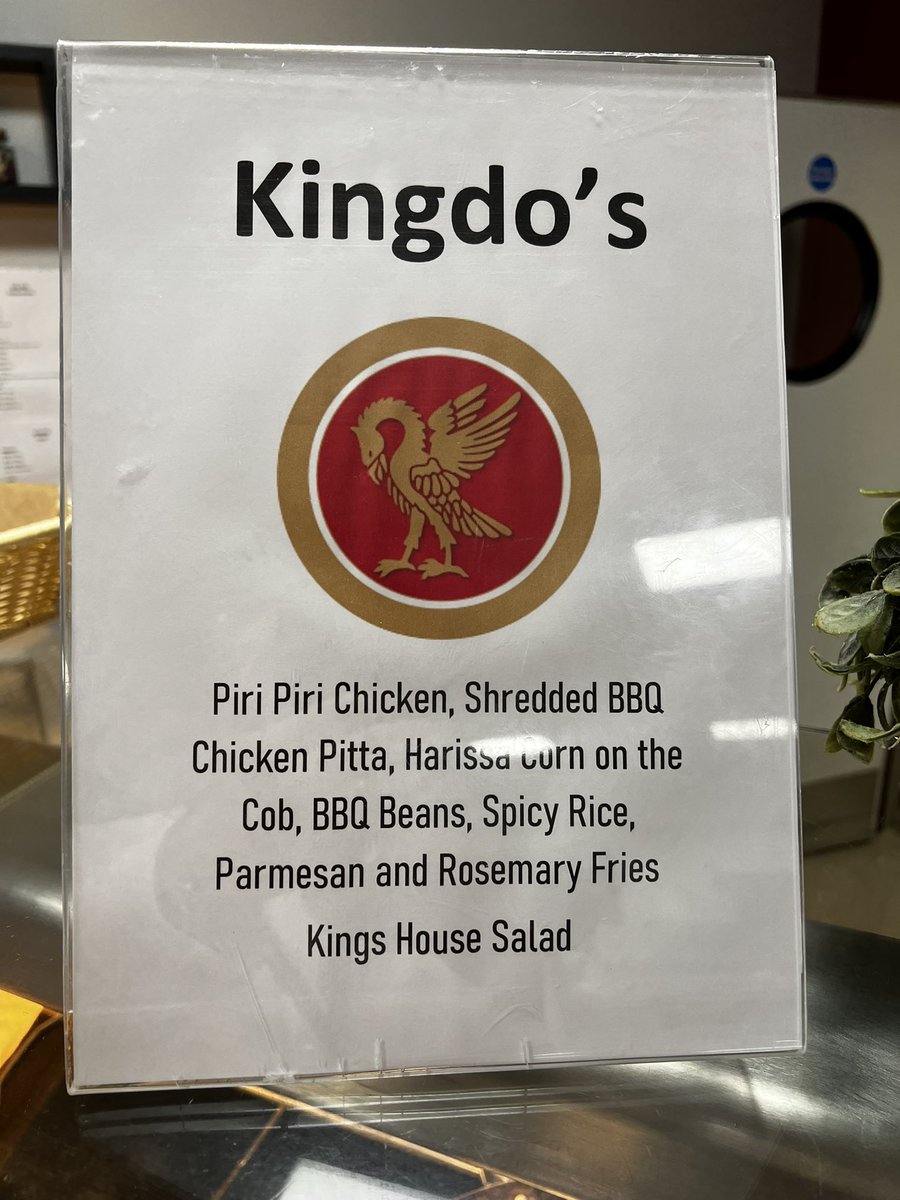 Kingdo's
Piri Piri Chicken, Shredded BBQ
Chicken Pitta, Harissa Corn on the
Cob, BBQ Beans, Spicy Rice,
Parmesan and Rosemary Fries
Kings House Salad